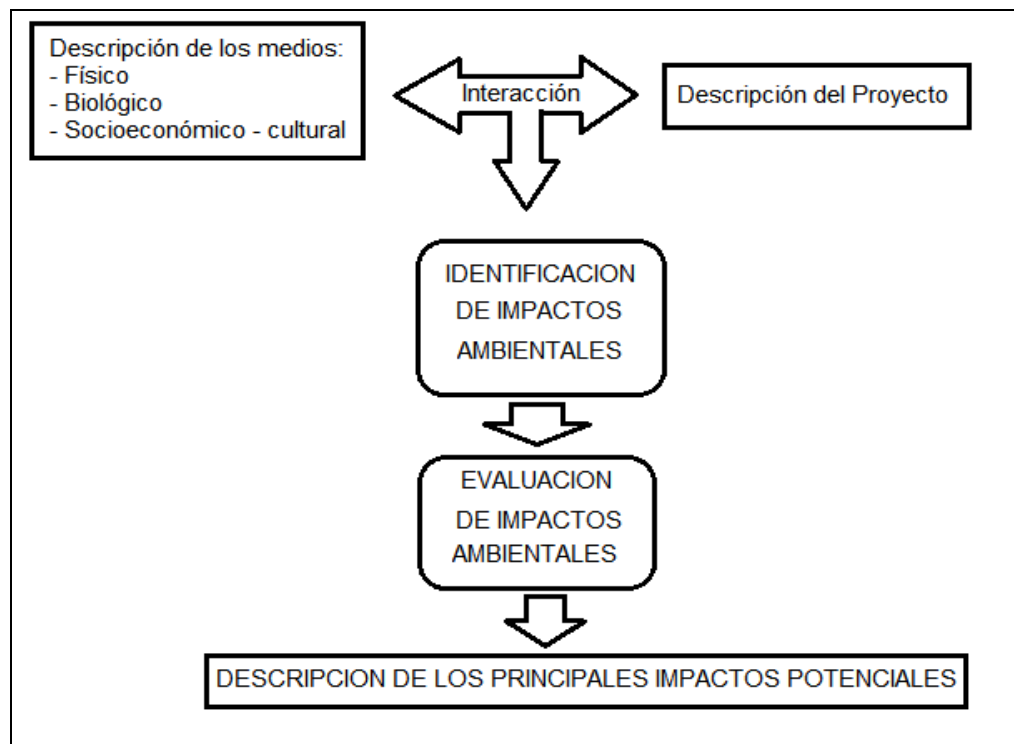 Descripción de los medios:
- Físico
- Biológico
- Socioeconómico - cultural
Interacción
Descripción del Proyecto
IDENTIFICACION
DE IMPACTOS
AMBIENTALES
EVALUACION
DE IMPACTOS
AMBIENTALES
DESCRIPCION DE LOS PRINCIPALES IMPACTOS POTENCIALES